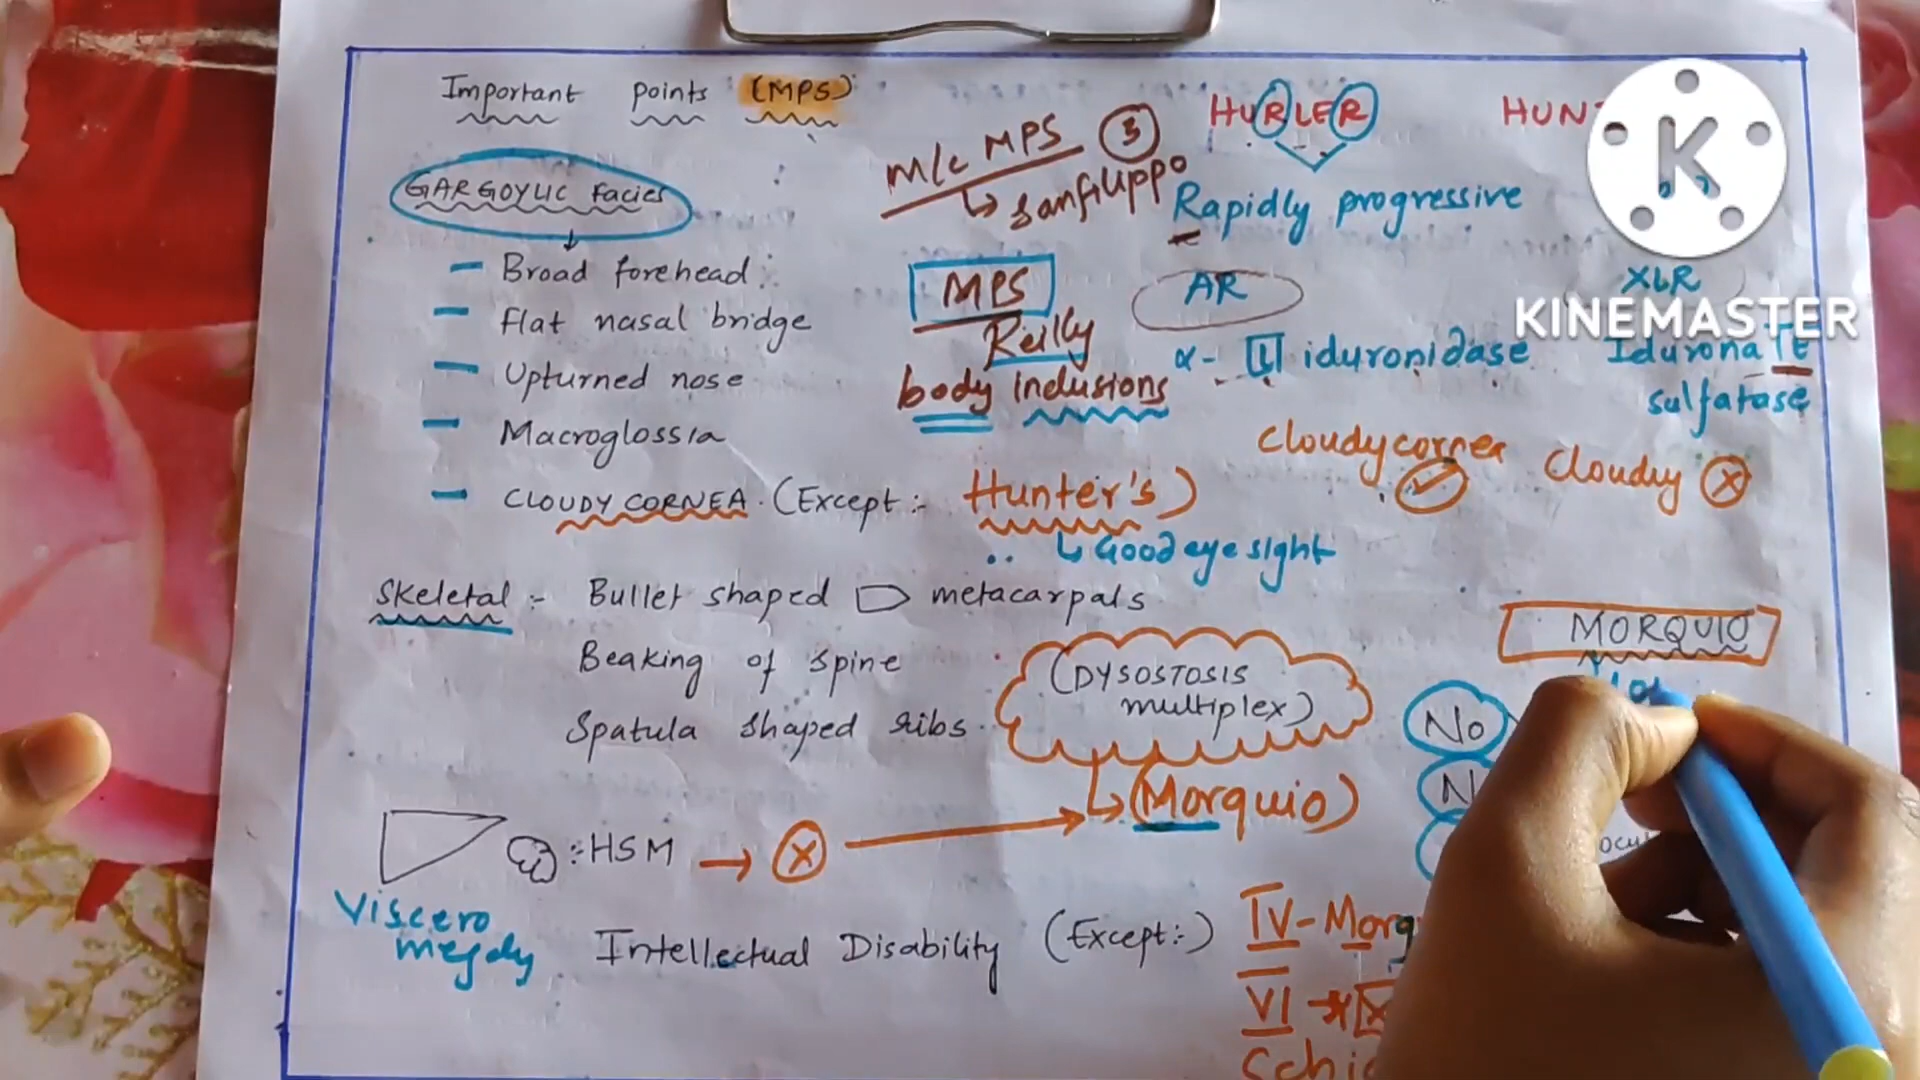 Important points (MPS)
GARGOYLIC Facies
- Broad forehead
- Flat nasal bridge
- Upturned nose
- Macroglossia
- CLOUDY CORNEA. (Except :- Hunter's)
↳ Good eye sight
M/c MPS 3
↳ Sanfilippo
MPS
Reilly
body inclusions
HURLER
Rapidly progressive
AR
α- L iduronidase
Cloudy cornea
HUN
XLR
IduronaTE
sulfatase
Cloudy X
K
KINEMASTER
Skeletal :- Bullet shaped metacarpals
Beaking of spine
Spatula shaped ribs
(DYSOSTOSIS
multiplex)
↳ (Morquio)
: HSM → X
Viscero
megaly
Intellectual Disability (Except :-)
IV - Morq
VI → X
MORQUIO
No